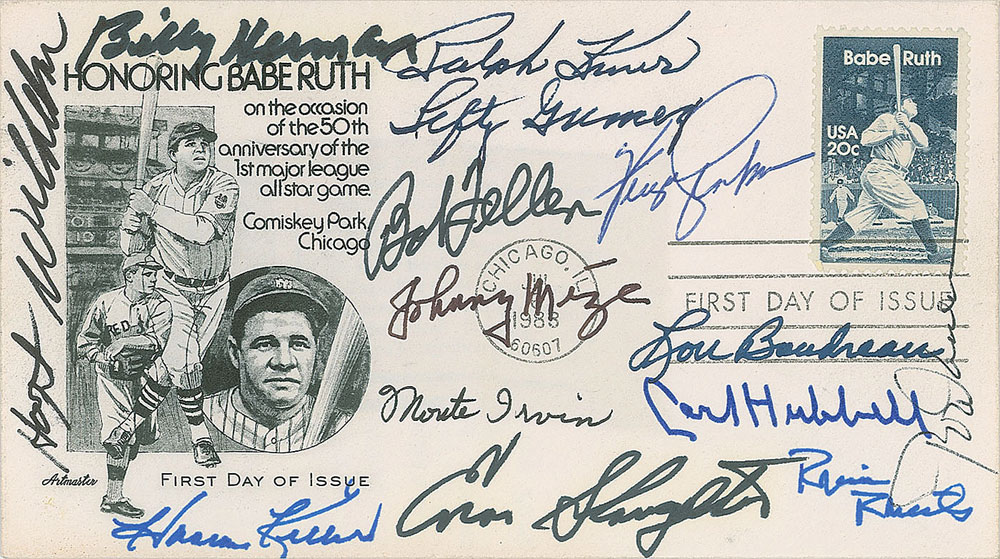 Billy Herman
Hoyt Wilhelm
HONORING BABE RUTH
on the occasion
of the 50th
anniversary of the
1st major league
all star game.
Comiskey Park,
Chicago
RED
Artmaster
FIRST DAY OF ISSUE
Ralph Kiner
Lefty Gomez
Bob Feller
Johnny Mize
Monte Irvin
Enos Slaughter
CHICAGO, IL
1983
60607
Babe Ruth
USA
20c
FIRST DAY OF ISSUE
Lou Boudreau
Carl Hubbell
Robin
Roberts
Harmon Killebrew